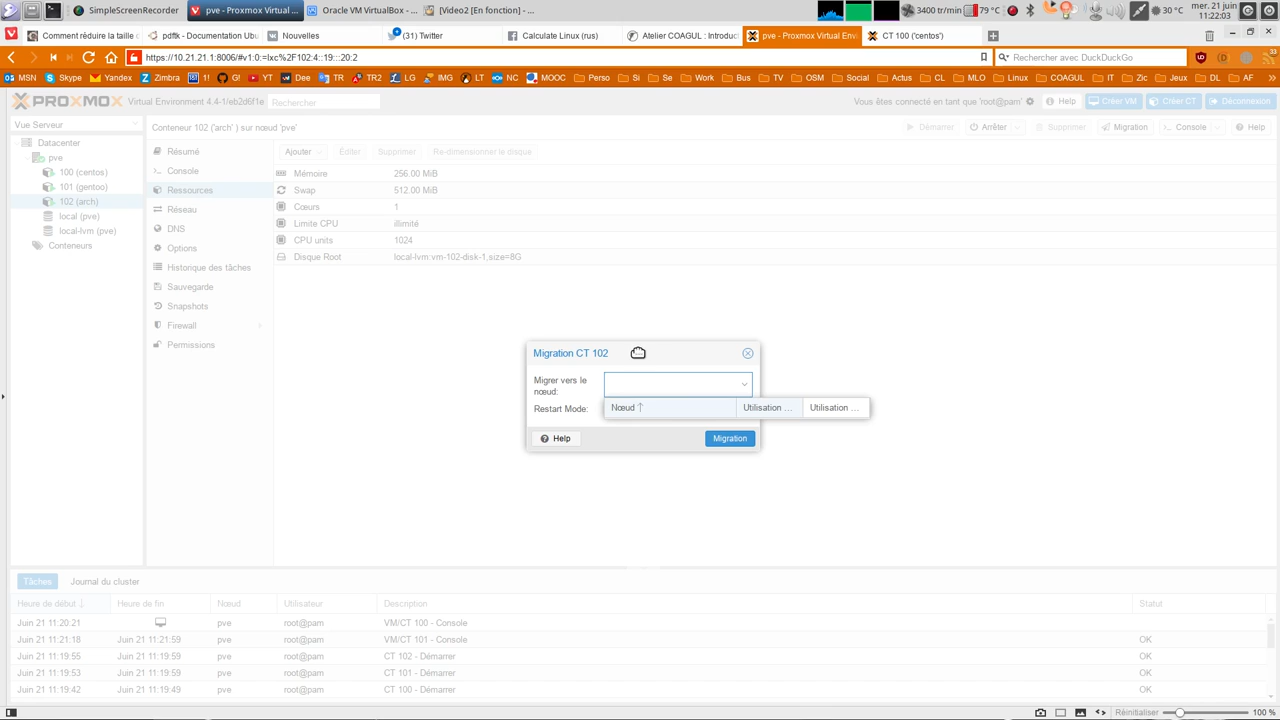 SimpleScreenRecorder
pve - Proxmox Virtual ...
Oracle VM VirtualBox - ...
[Video2 [En fonction] - ...
3400 tr/min
79 °C
30 °C
mer. 21 juin
11:22:03
Comment réduire la taille d
pdftk - Documentation Ubu
Nouvelles
(31) Twitter
Calculate Linux (rus)
Atelier COAGUL : Introduc
pve - Proxmox Virtual Envi
CT 100 ('centos')
https://10.21.21.1:8006/#v1:0:=lxc%2F102:4::19:::20:2
Rechercher avec DuckDuckGo
MSN
Skype
Yandex
Zimbra
1!
G!
YT
Dee
TR
TR2
LG
IMG
LT
NC
MOOC
Perso
Si
Se
Work
Bus
TV
OSM
Social
Actus
CL
MLO
Linux
COAGUL
IT
Zic
Jeux
DL
AF
PROXMOX
Virtual Environment 4.4-1/eb2d6f1e
Rechercher
Vous êtes connecté en tant que 'root@pam'
Help
Créer VM
Créer CT
Déconnexion
Vue Serveur
Conteneur 102 ('arch' ) sur nœud 'pve'
Démarrer
Arrêter
Supprimer
Migration
Console
Help
Datacenter
pve
100 (centos)
101 (gentoo)
102 (arch)
local (pve)
local-lvm (pve)
Conteneurs
Résumé
Console
Ressources
Réseau
DNS
Options
Historique des tâches
Sauvegarde
Snapshots
Firewall
Permissions
Ajouter
Éditer
Supprimer
Re-dimensionner le disque
Mémoire 256.00 MiB
Swap 512.00 MiB
Cœurs 1
Limite CPU illimité
CPU units 1024
Disque Root local-lvm:vm-102-disk-1,size=8G
Migration CT 102
Migrer vers le
nœud:
Restart Mode:
Nœud ↑ Utilisation ... Utilisation ...
Help
Migration
Tâches
Journal du cluster
Heure de début ↓ Heure de fin Nœud Utilisateur Description Statut
Juin 21 11:20:21 pve root@pam VM/CT 100 - Console
Juin 21 11:21:18 Juin 21 11:21:59 pve root@pam VM/CT 101 - Console OK
Juin 21 11:19:55 Juin 21 11:19:59 pve root@pam CT 102 - Démarrer OK
Juin 21 11:19:53 Juin 21 11:19:59 pve root@pam CT 101 - Démarrer OK
Juin 21 11:19:42 Juin 21 11:19:49 pve root@pam CT 100 - Démarrer OK
Réinitialiser
100 %